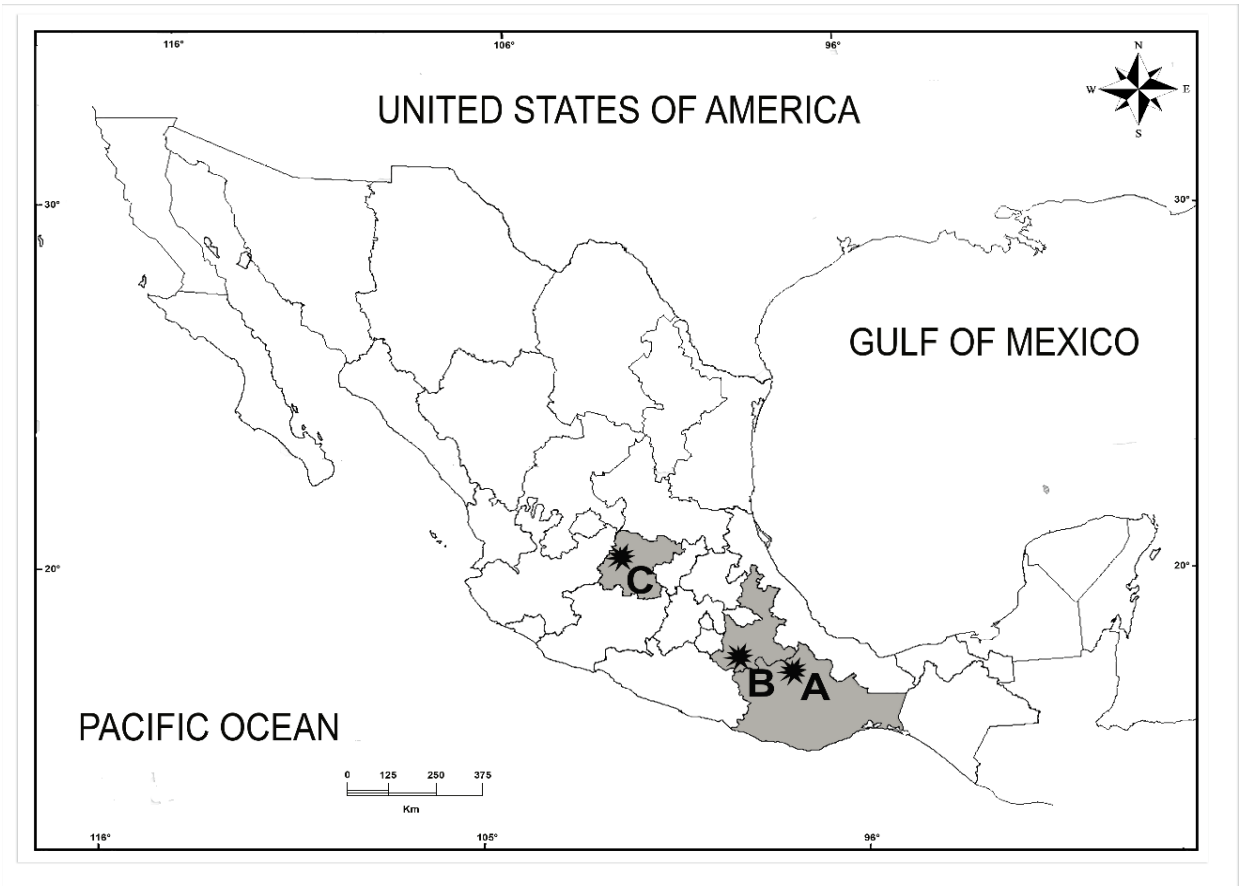 116° 106° 96°
N
W E
S
UNITED STATES OF AMERICA
30° 30°
GULF OF MEXICO
20° 20°
C
B A
PACIFIC OCEAN
0 125 250 375
Km
116° 105° 96°